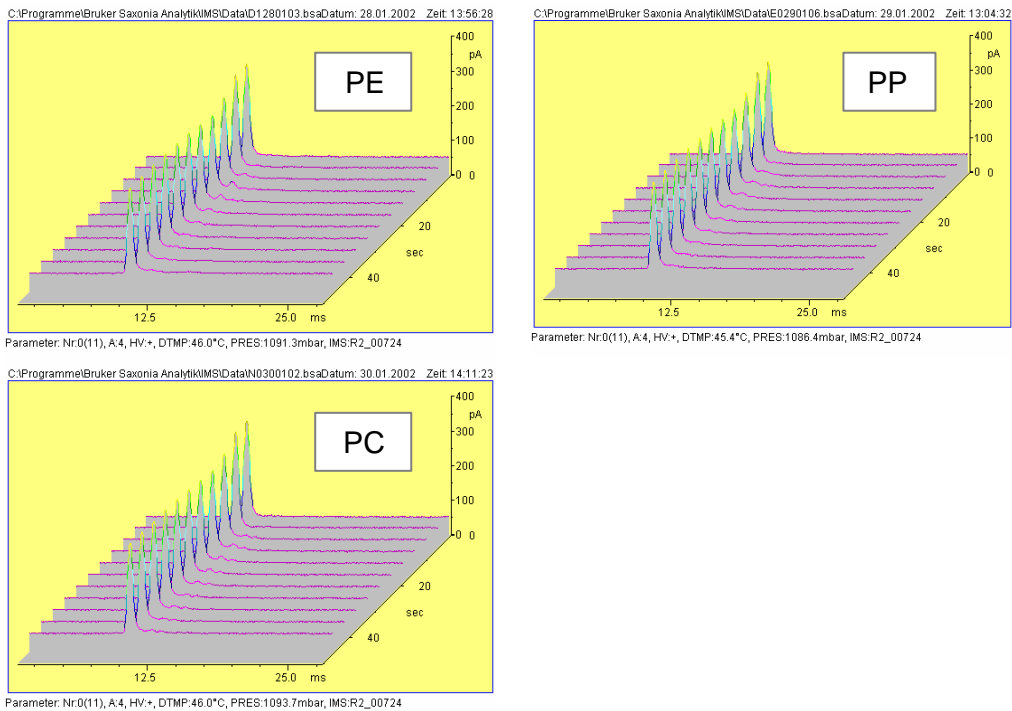 C:\Programme\Bruker Saxonia Analytik\IMS\Data\D1280103.bsaDatum: 28.01.2002 Zeit: 13:56:28
PE
400
pA
300
200
100
0 0
20
sec
40
12.5 25.0 ms
Parameter: Nr:0(11), A:4, HV:+, DTMP:46.0°C, PRES:1091.3mbar, IMS:R2_00724
C:\Programme\Bruker Saxonia Analytik\IMS\Data\E0290106.bsaDatum: 29.01.2002 Zeit: 13:04:32
PP
400
pA
300
200
100
0 0
20
sec
40
12.5 25.0 ms
Parameter: Nr:0(11), A:4, HV:+, DTMP:45.4°C, PRES:1086.4mbar, IMS:R2_00724
C:\Programme\Bruker Saxonia Analytik\IMS\Data\N0300102.bsaDatum: 30.01.2002 Zeit: 14:11:23
PC
400
pA
300
200
100
0 0
20
sec
40
12.5 25.0 ms
Parameter: Nr:0(11), A:4, HV:+, DTMP:46.0°C, PRES:1093.7mbar, IMS:R2_00724